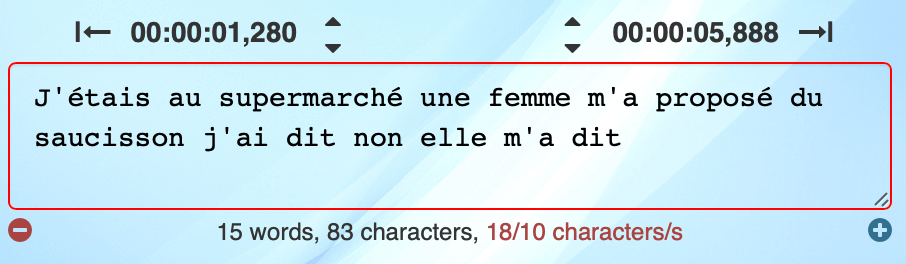 00:00:01,280 00:00:05,888
J'étais au supermarché une femme m'a proposé du
saucisson j'ai dit non elle m'a dit
15 words, 83 characters, 18/10 characters/s